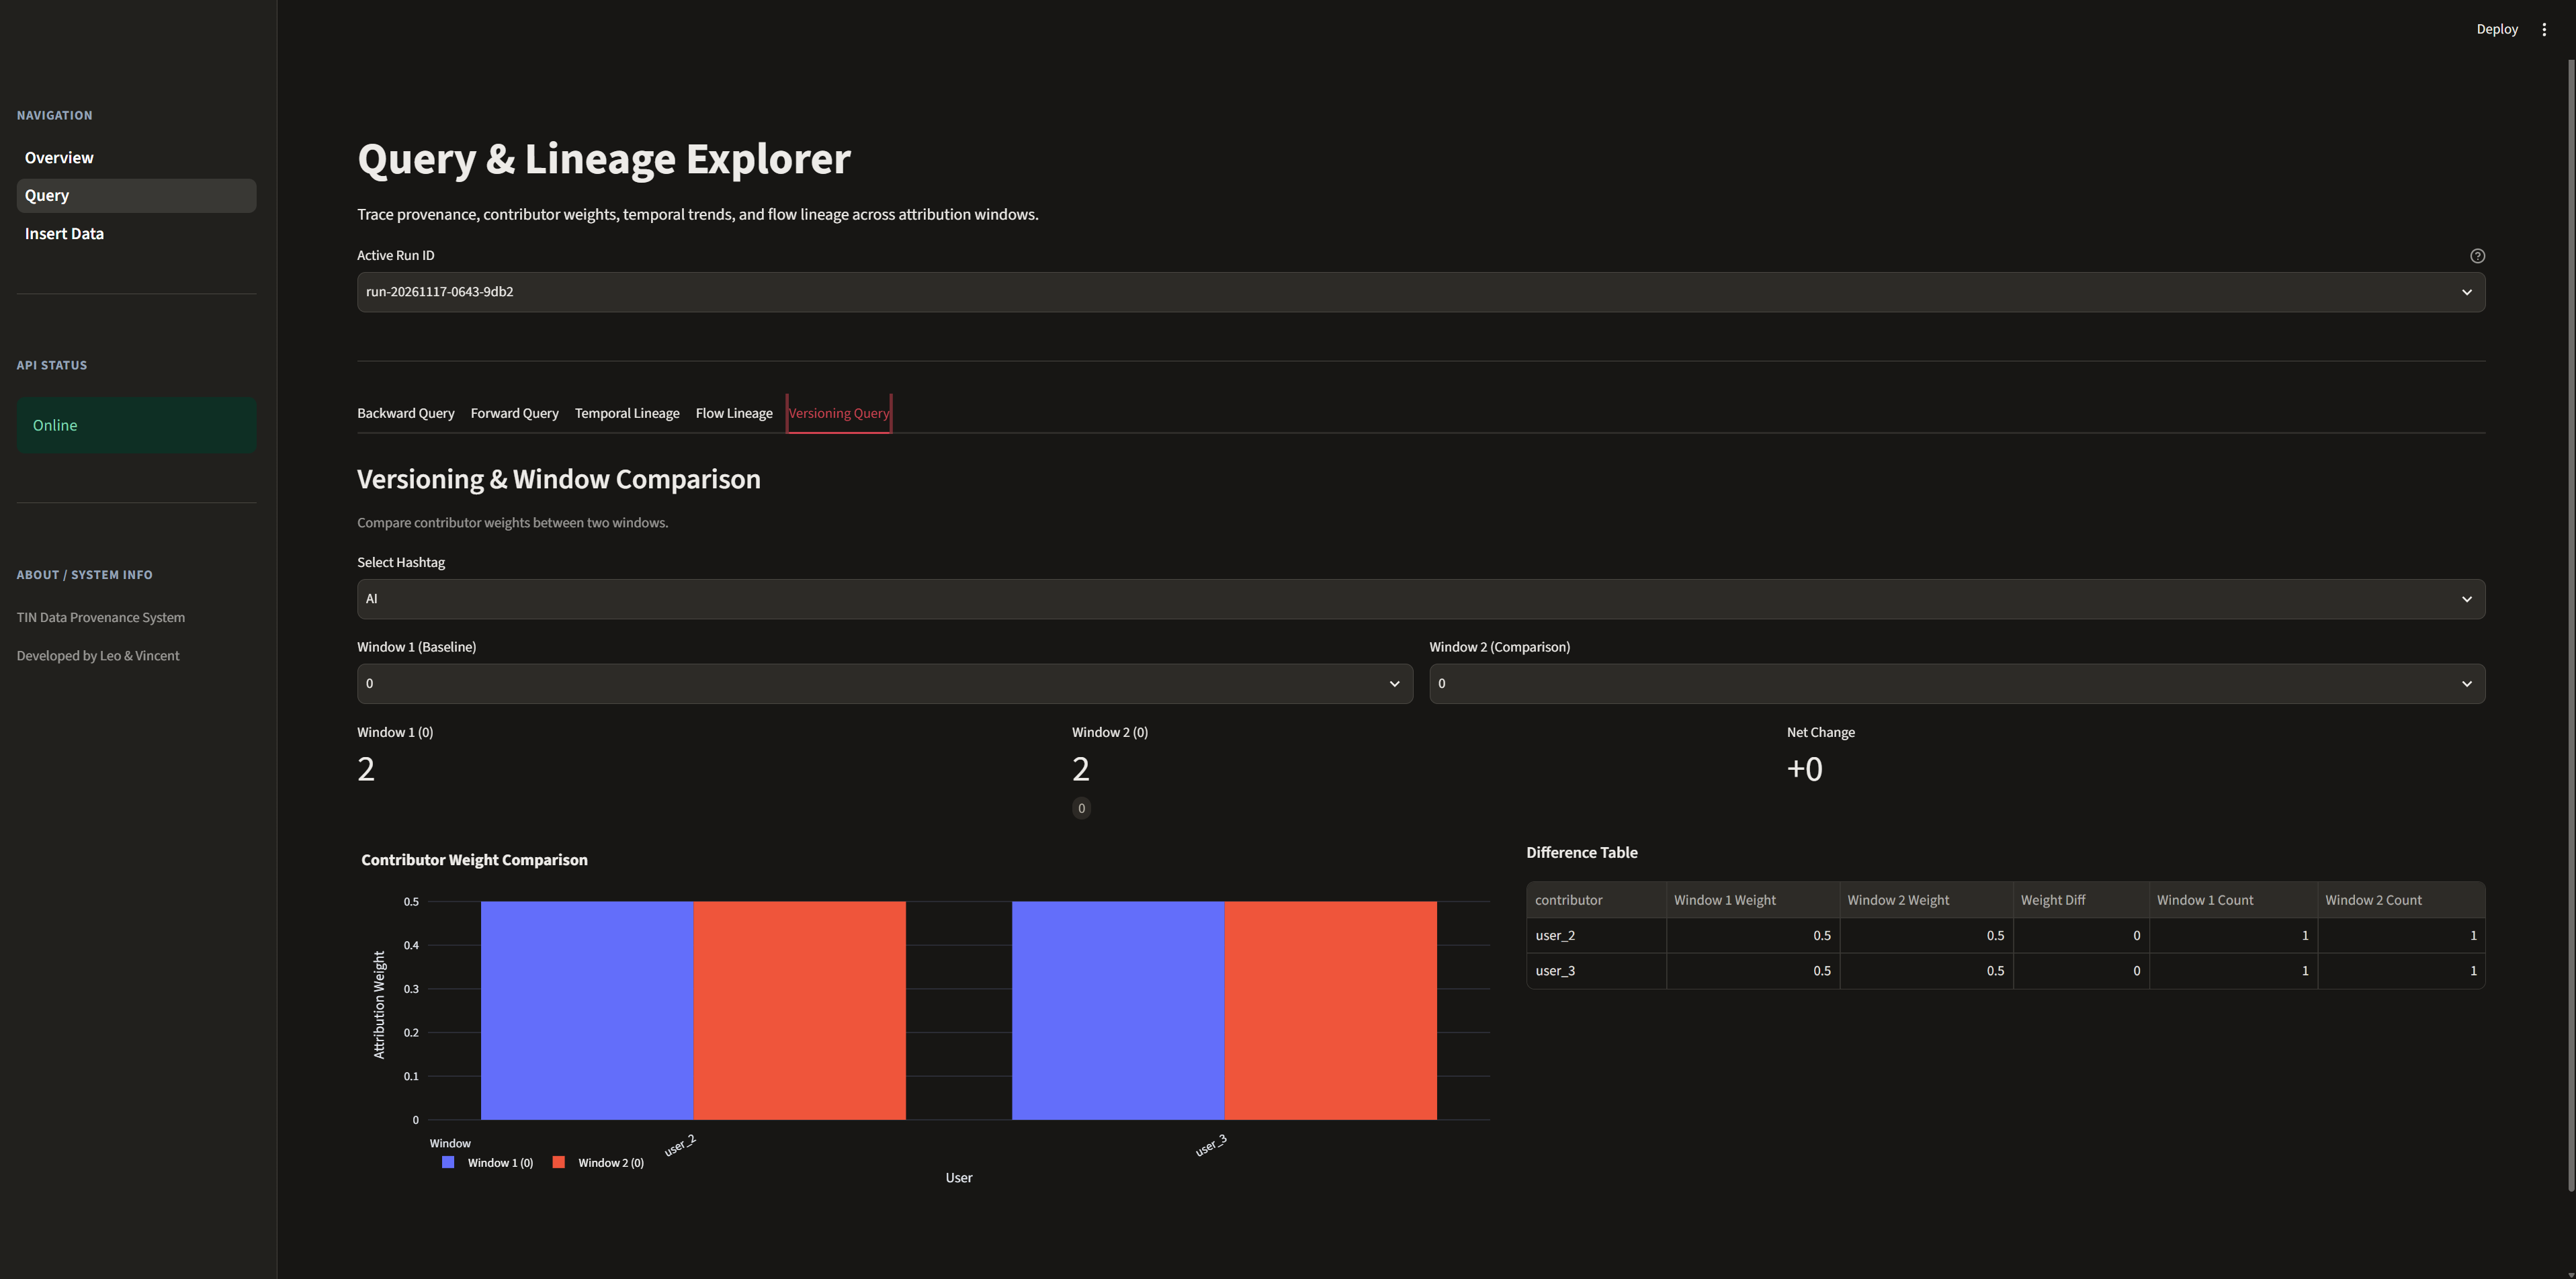 Deploy
NAVIGATION
Overview
Query
Insert Data
API STATUS
Online
ABOUT / SYSTEM INFO
TIN Data Provenance System
Developed by Leo & Vincent
Query & Lineage Explorer
Trace provenance, contributor weights, temporal trends, and flow lineage across attribution windows.
Active Run ID
run-20261117-0643-9db2
Backward Query Forward Query Temporal Lineage Flow Lineage Versioning Query
Versioning & Window Comparison
Compare contributor weights between two windows.
Select Hashtag
AI
Window 1 (Baseline) Window 2 (Comparison)
0 0
Window 1 (0) Window 2 (0) Net Change
2 2 +0
0
Contributor Weight Comparison
0.5
0.4
0.3
0.2
0.1
0
Attribution Weight
user_2 user_3
Window
Window 1 (0) Window 2 (0)
User
Difference Table
contributor Window 1 Weight Window 2 Weight Weight Diff Window 1 Count Window 2 Count
user_2 0.5 0.5 0 1 1
user_3 0.5 0.5 0 1 1